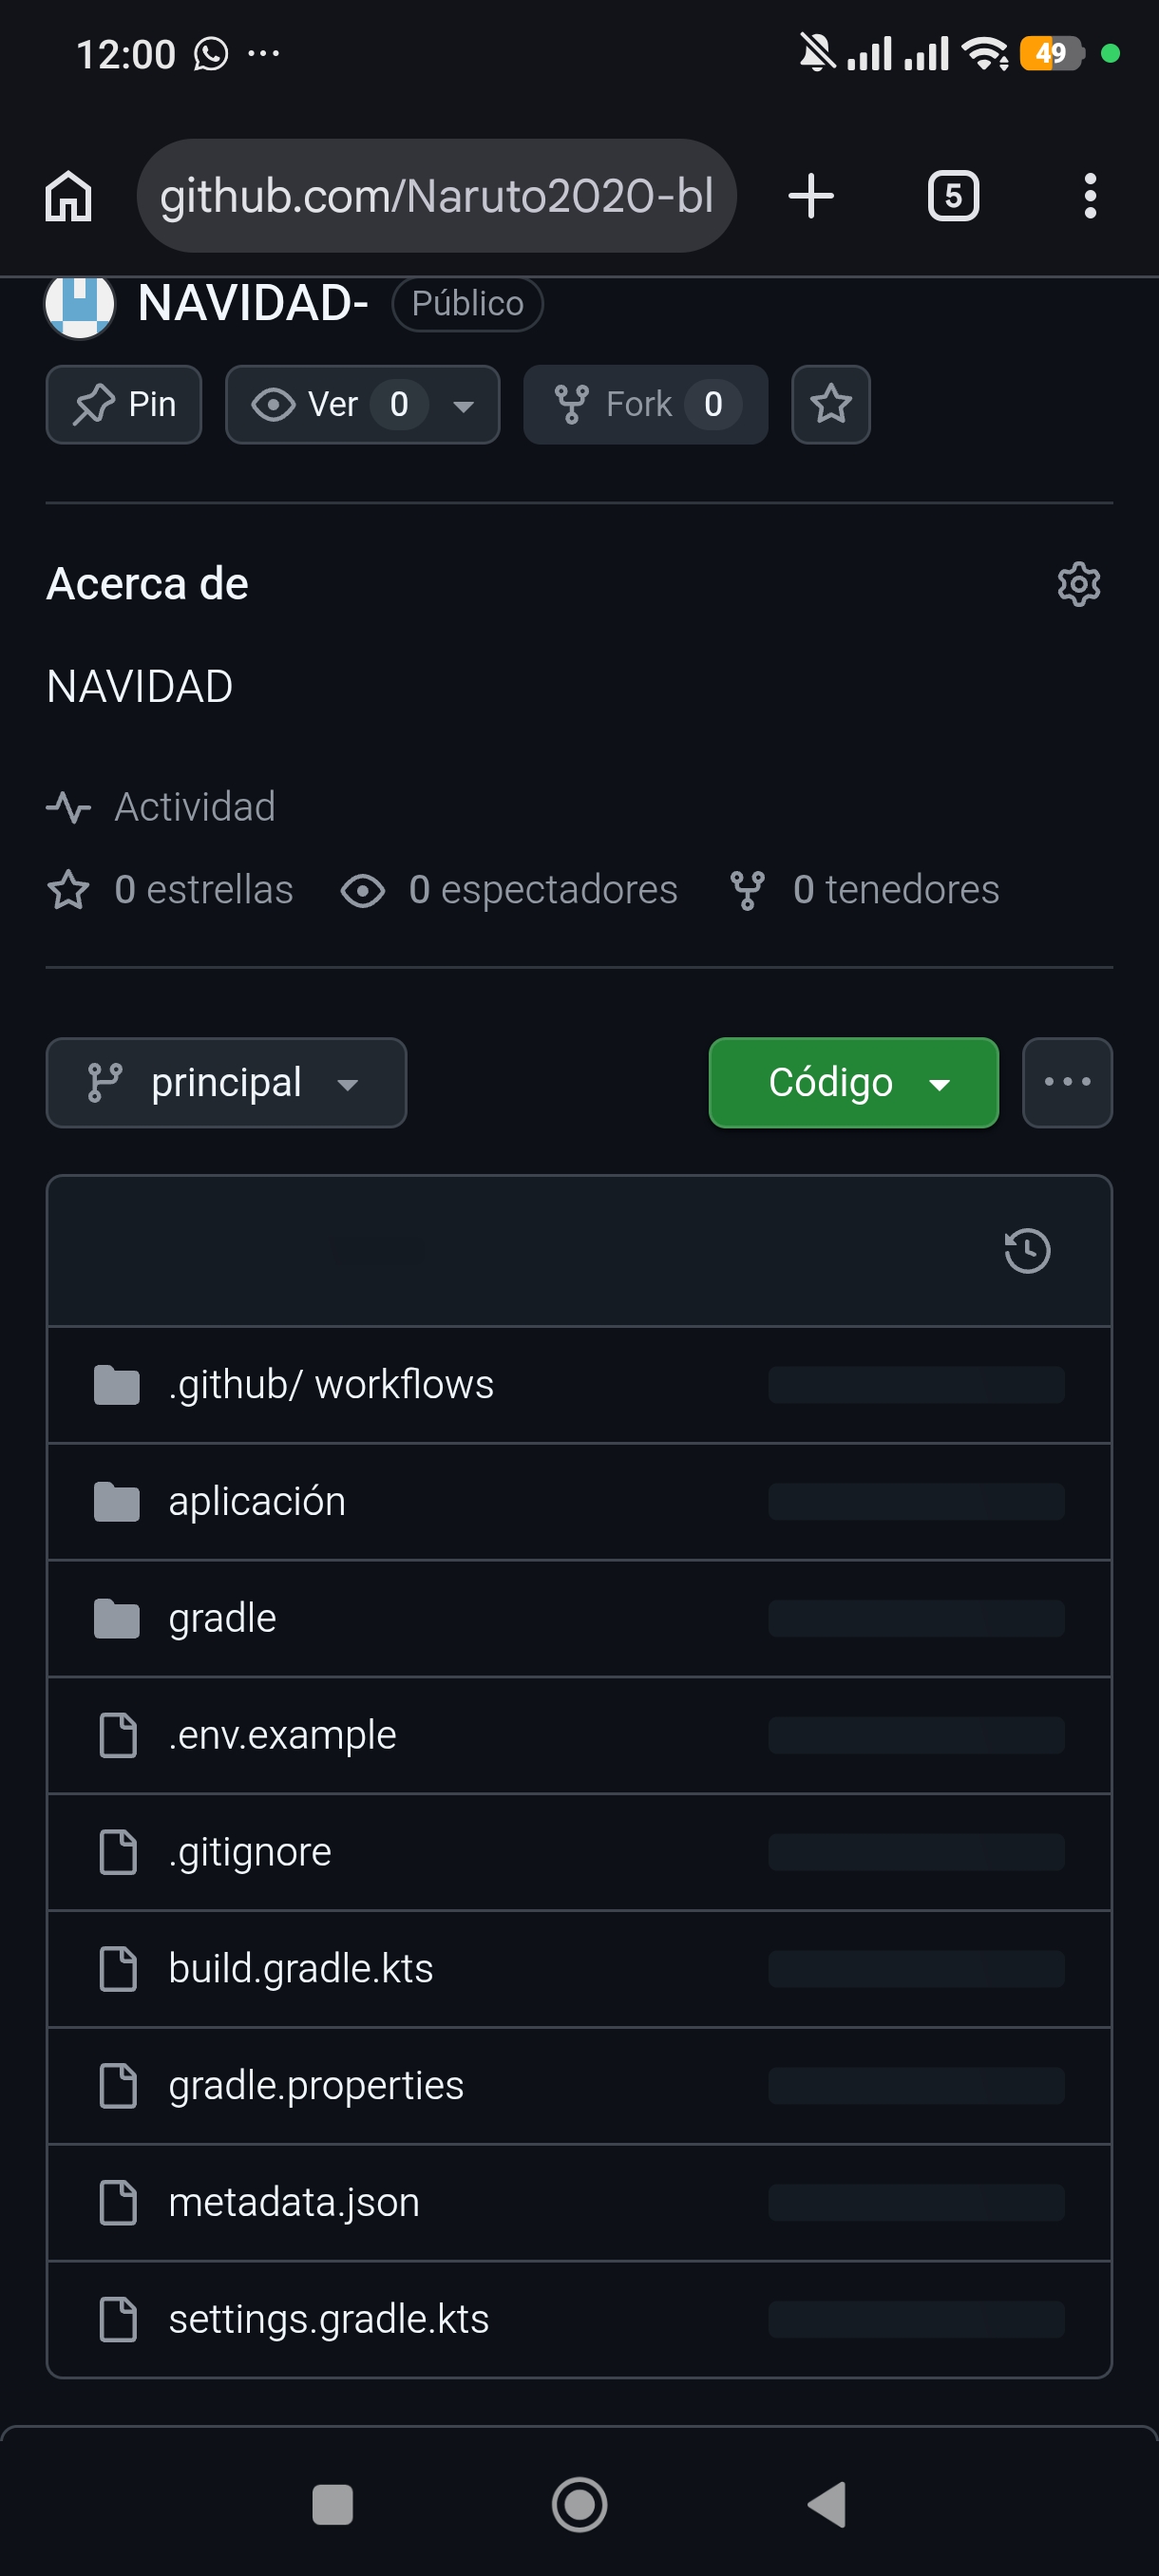 12:00
49
github.com/Naruto2020-bl
5
NAVIDAD- Público
Pin Ver 0 Fork 0
Acerca de
NAVIDAD
Actividad
0 estrellas 0 espectadores 0 tenedores
principal Código
.github/ workflows
aplicación
gradle
.env.example
.gitignore
build.gradle.kts
gradle.properties
metadata.json
settings.gradle.kts